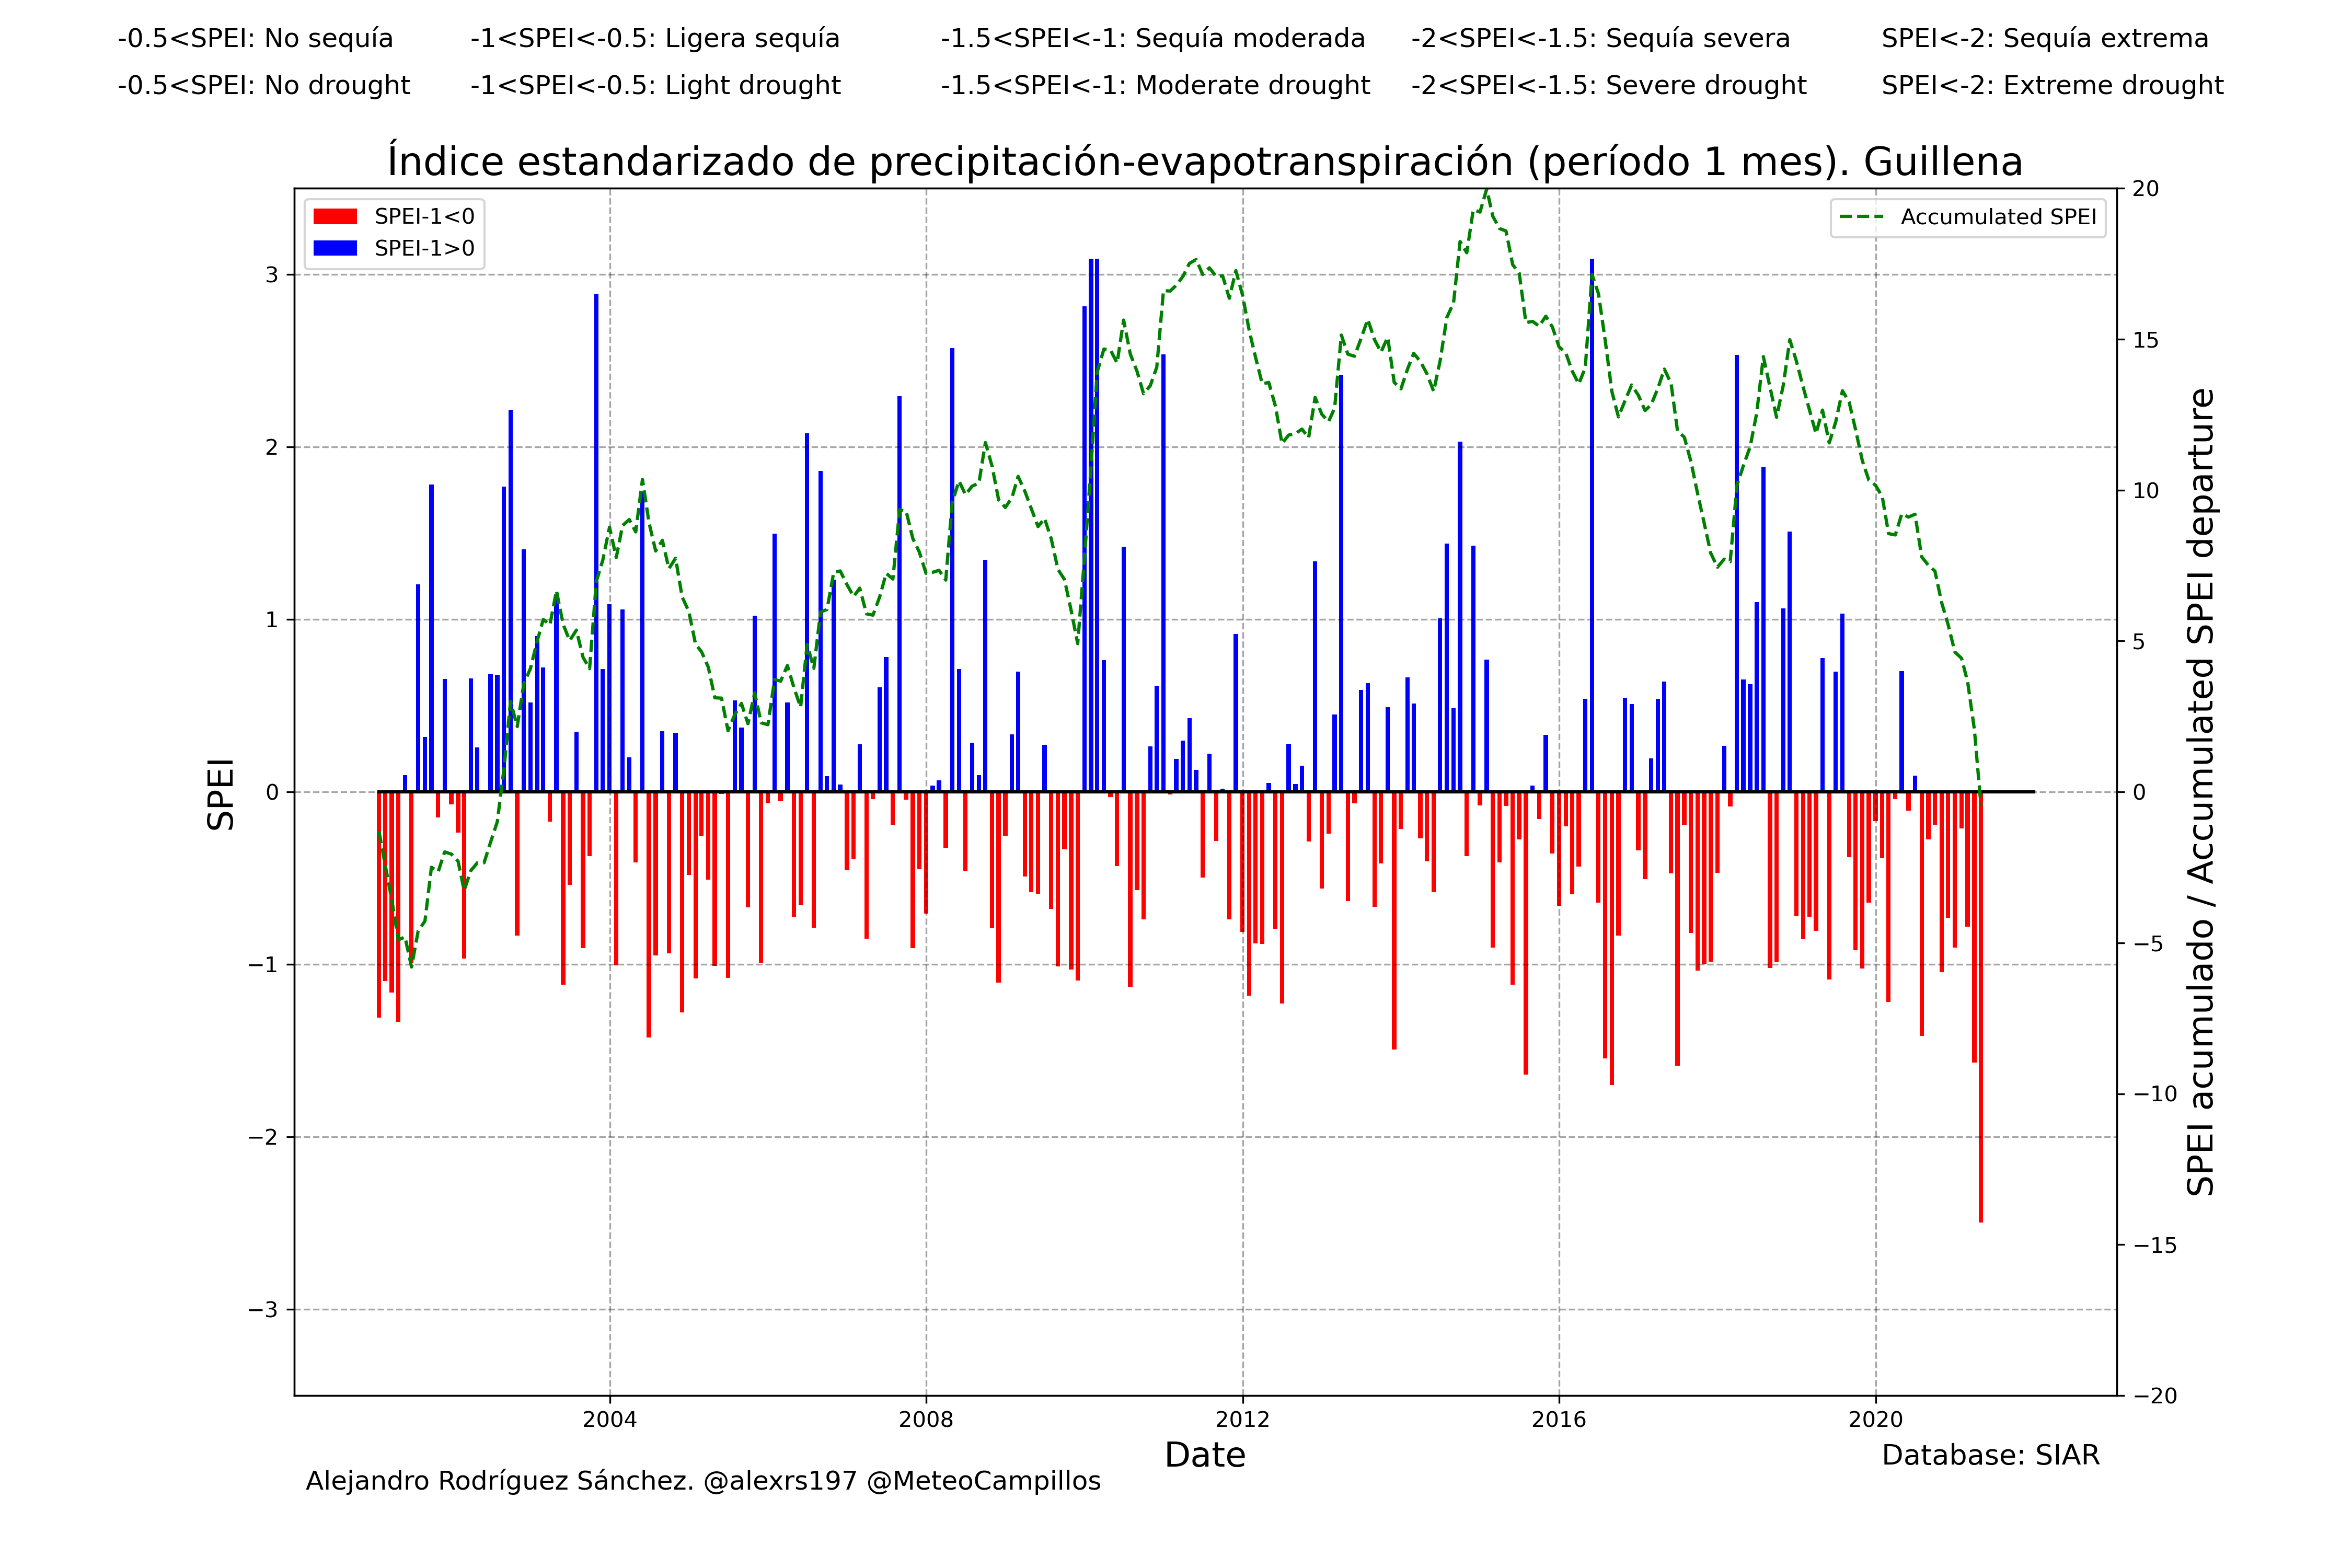 -0.5<SPEI: No sequía -1<SPEI<-0.5: Ligera sequía -1.5<SPEI<-1: Sequía moderada -2<SPEI<-1.5: Sequía severa SPEI<-2: Sequía extrema
-0.5<SPEI: No drought -1<SPEI<-0.5: Light drought -1.5<SPEI<-1: Moderate drought -2<SPEI<-1.5: Severe drought SPEI<-2: Extreme drought
Índice estandarizado de precipitación-evapotranspiración (período 1 mes). Guillena
SPEI-1<0
SPEI-1>0
Accumulated SPEI
SPEI
3
2
1
0
−1
−2
−3
20
15
10
5
0
−5
−10
−15
−20
SPEI acumulado / Accumulated SPEI departure
2004 2008 2012 2016 2020
Date
Database: SIAR
Alejandro Rodríguez Sánchez. @alexrs197 @MeteoCampillos